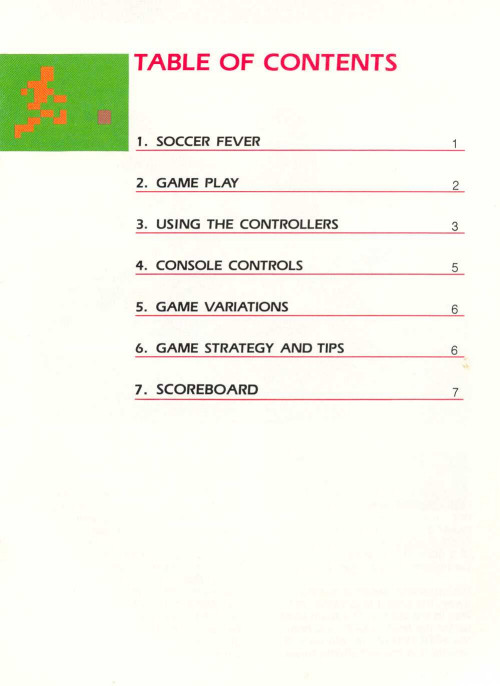 TABLE OF CONTENTS
1. SOCCER FEVER 1
2. GAME PLAY 2
3. USING THE CONTROLLERS 3
4. CONSOLE CONTROLS 5
5. GAME VARIATIONS 6
6. GAME STRATEGY AND TIPS 6
7. SCOREBOARD 7